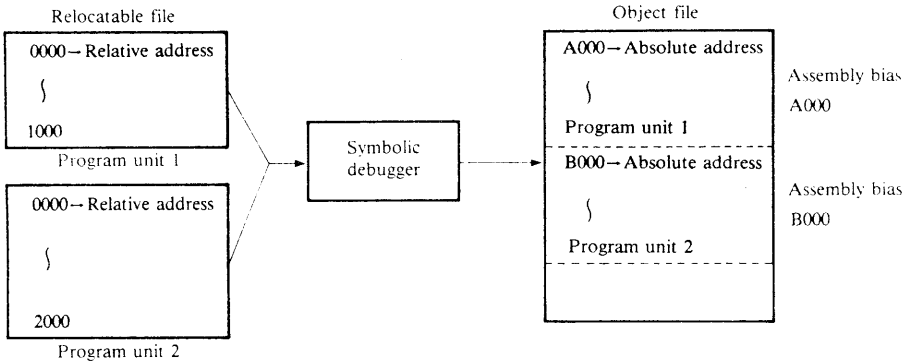 Relocatable file
0000→Relative address
1000
Program unit 1
0000→Relative address
2000
Program unit 2
Symbolic
debugger
Object file
A000→Absolute address
Program unit 1
B000→Absolute address
Program unit 2
Assembly bias
A000
Assembly bias
B000